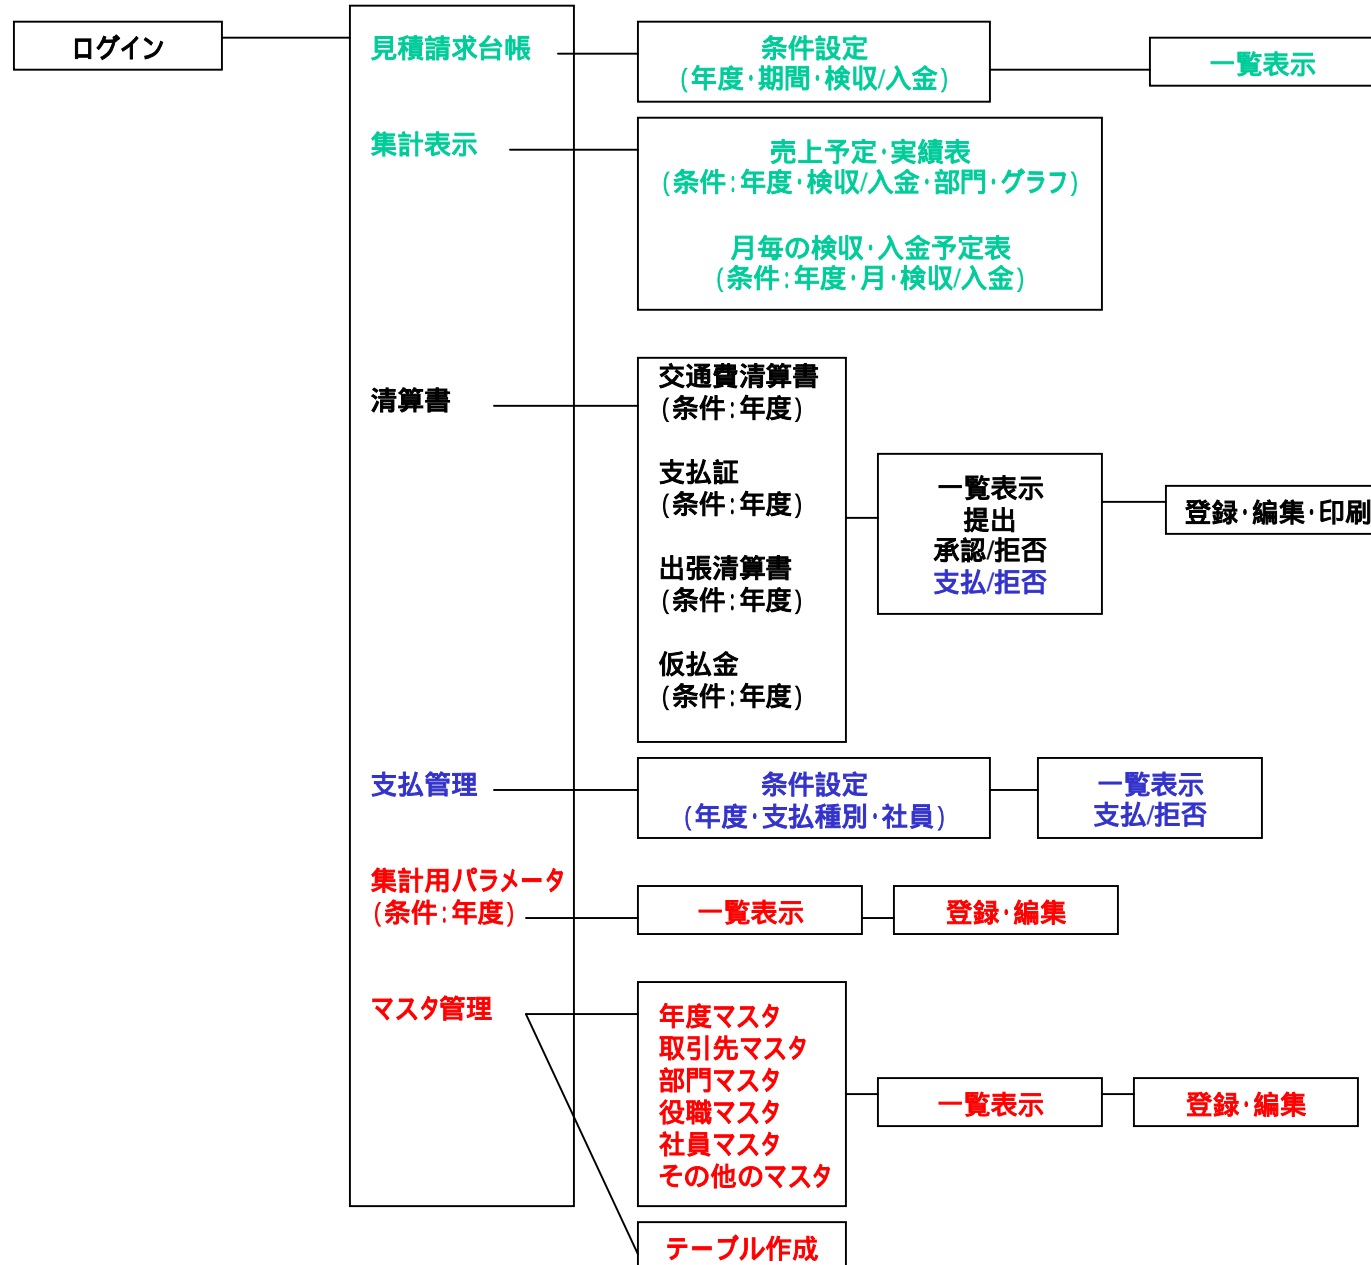 ログイン
見積請求台帳
条件設定
(年度･期間･検収/入金)
一覧表示
集計表示
売上予定･実績表
(条件:年度･検収/入金･部門･グラフ)
月毎の検収･入金予定表
(条件:年度･月･検収/入金)
清算書
交通費清算書
(条件:年度)
支払証
(条件:年度)
出張清算書
(条件:年度)
仮払金
(条件:年度)
一覧表示
提出
承認/拒否
支払/拒否
登録･編集･印刷
支払管理
条件設定
(年度･支払種別･社員)
一覧表示
支払/拒否
集計用パラメータ
(条件:年度)
一覧表示
登録･編集
マスタ管理
年度マスタ
取引先マスタ
部門マスタ
役職マスタ
社員マスタ
その他のマスタ
一覧表示
登録･編集
テーブル作成